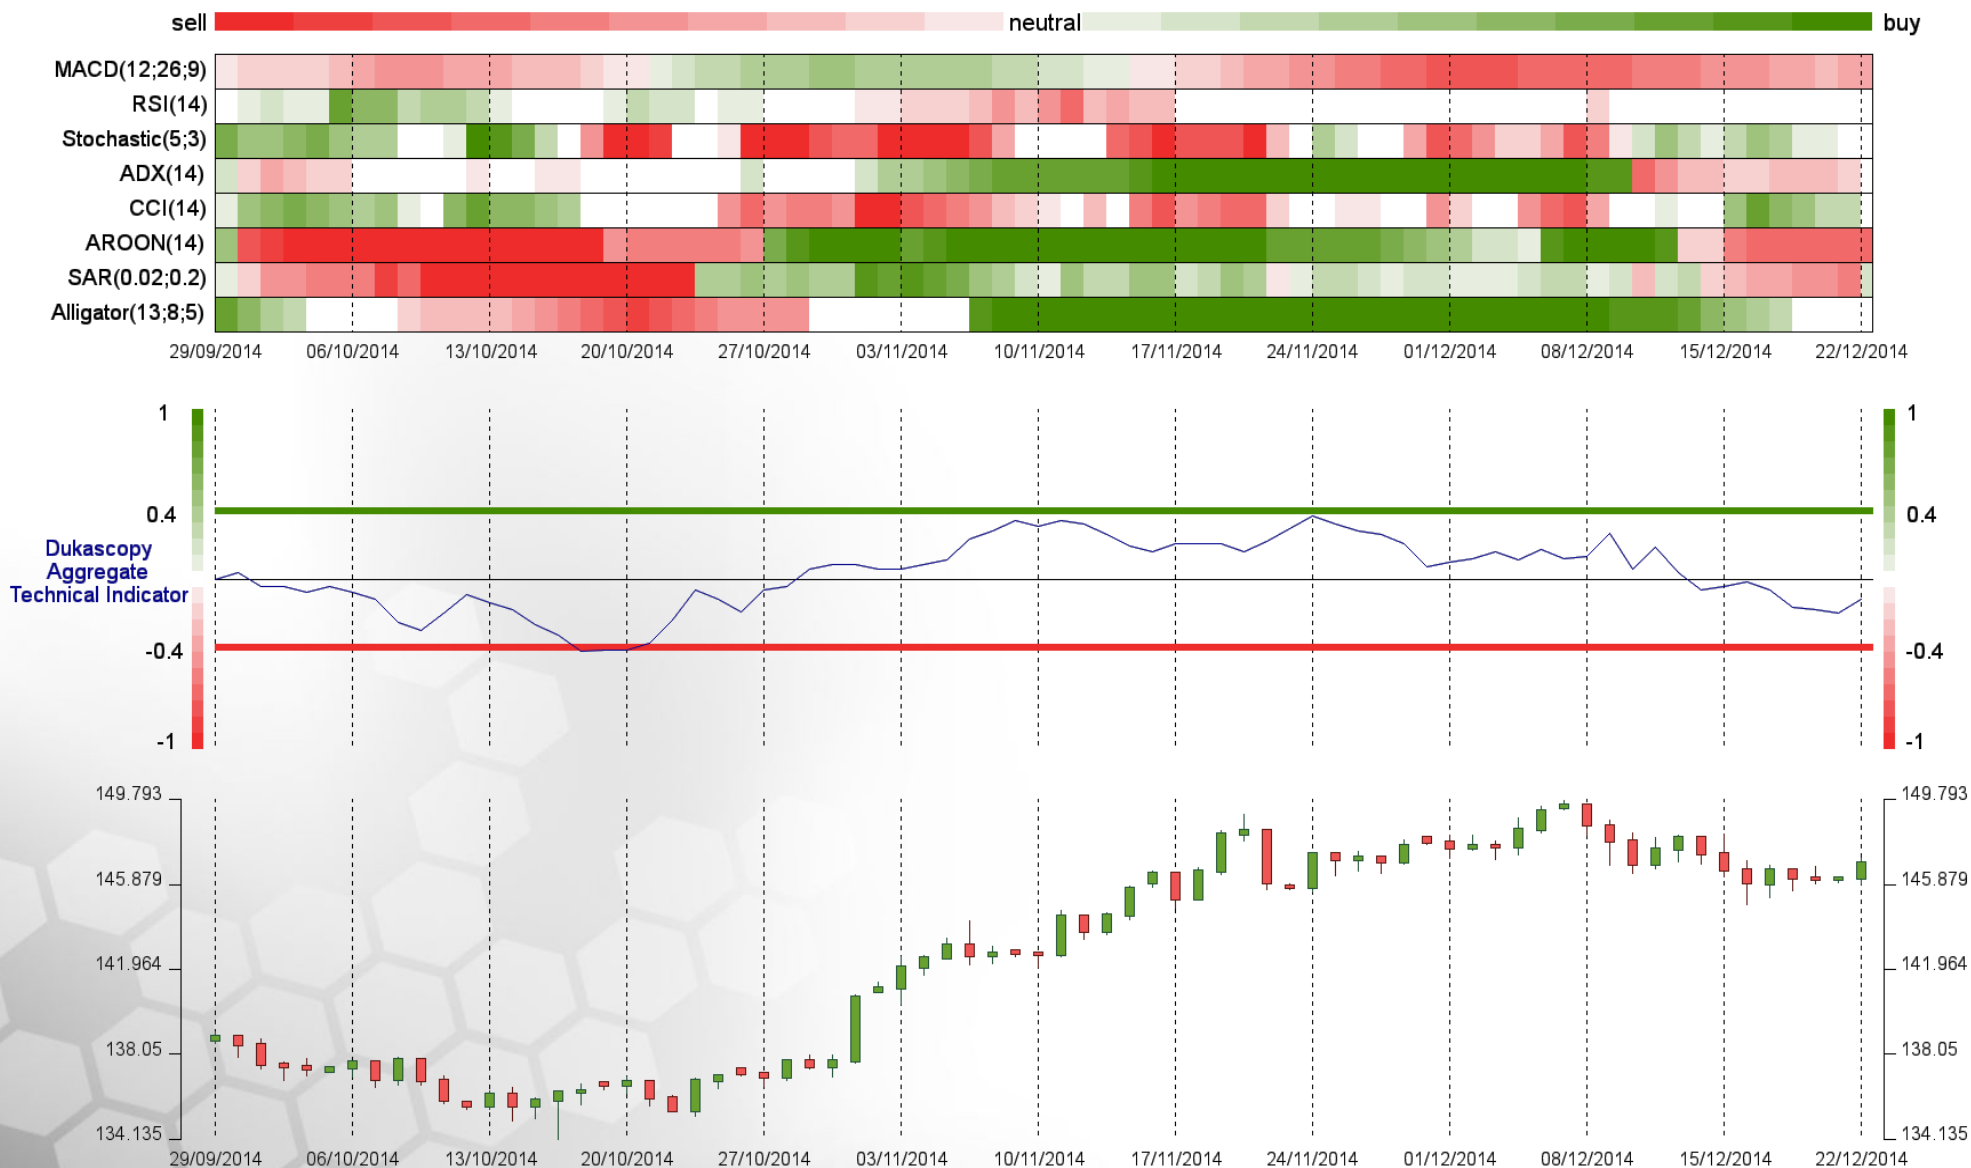 sell neutral buy
MACD(12;26;9)
RSI(14)
Stochastic(5;3)
ADX(14)
CCI(14)
AROON(14)
SAR(0.02;0.2)
Alligator(13;8;5)
29/09/2014 06/10/2014 13/10/2014 20/10/2014 27/10/2014 03/11/2014 10/11/2014 17/11/2014 24/11/2014 01/12/2014 08/12/2014 15/12/2014 22/12/2014
1 1
0.4 0.4
Dukascopy
Aggregate
Technical Indicator
-0.4 -0.4
-1 -1
149.793 149.793
145.879 145.879
141.964 141.964
138.05 138.05
134.135 134.135
29/09/2014 06/10/2014 13/10/2014 20/10/2014 27/10/2014 03/11/2014 10/11/2014 17/11/2014 24/11/2014 01/12/2014 08/12/2014 15/12/2014 22/12/2014